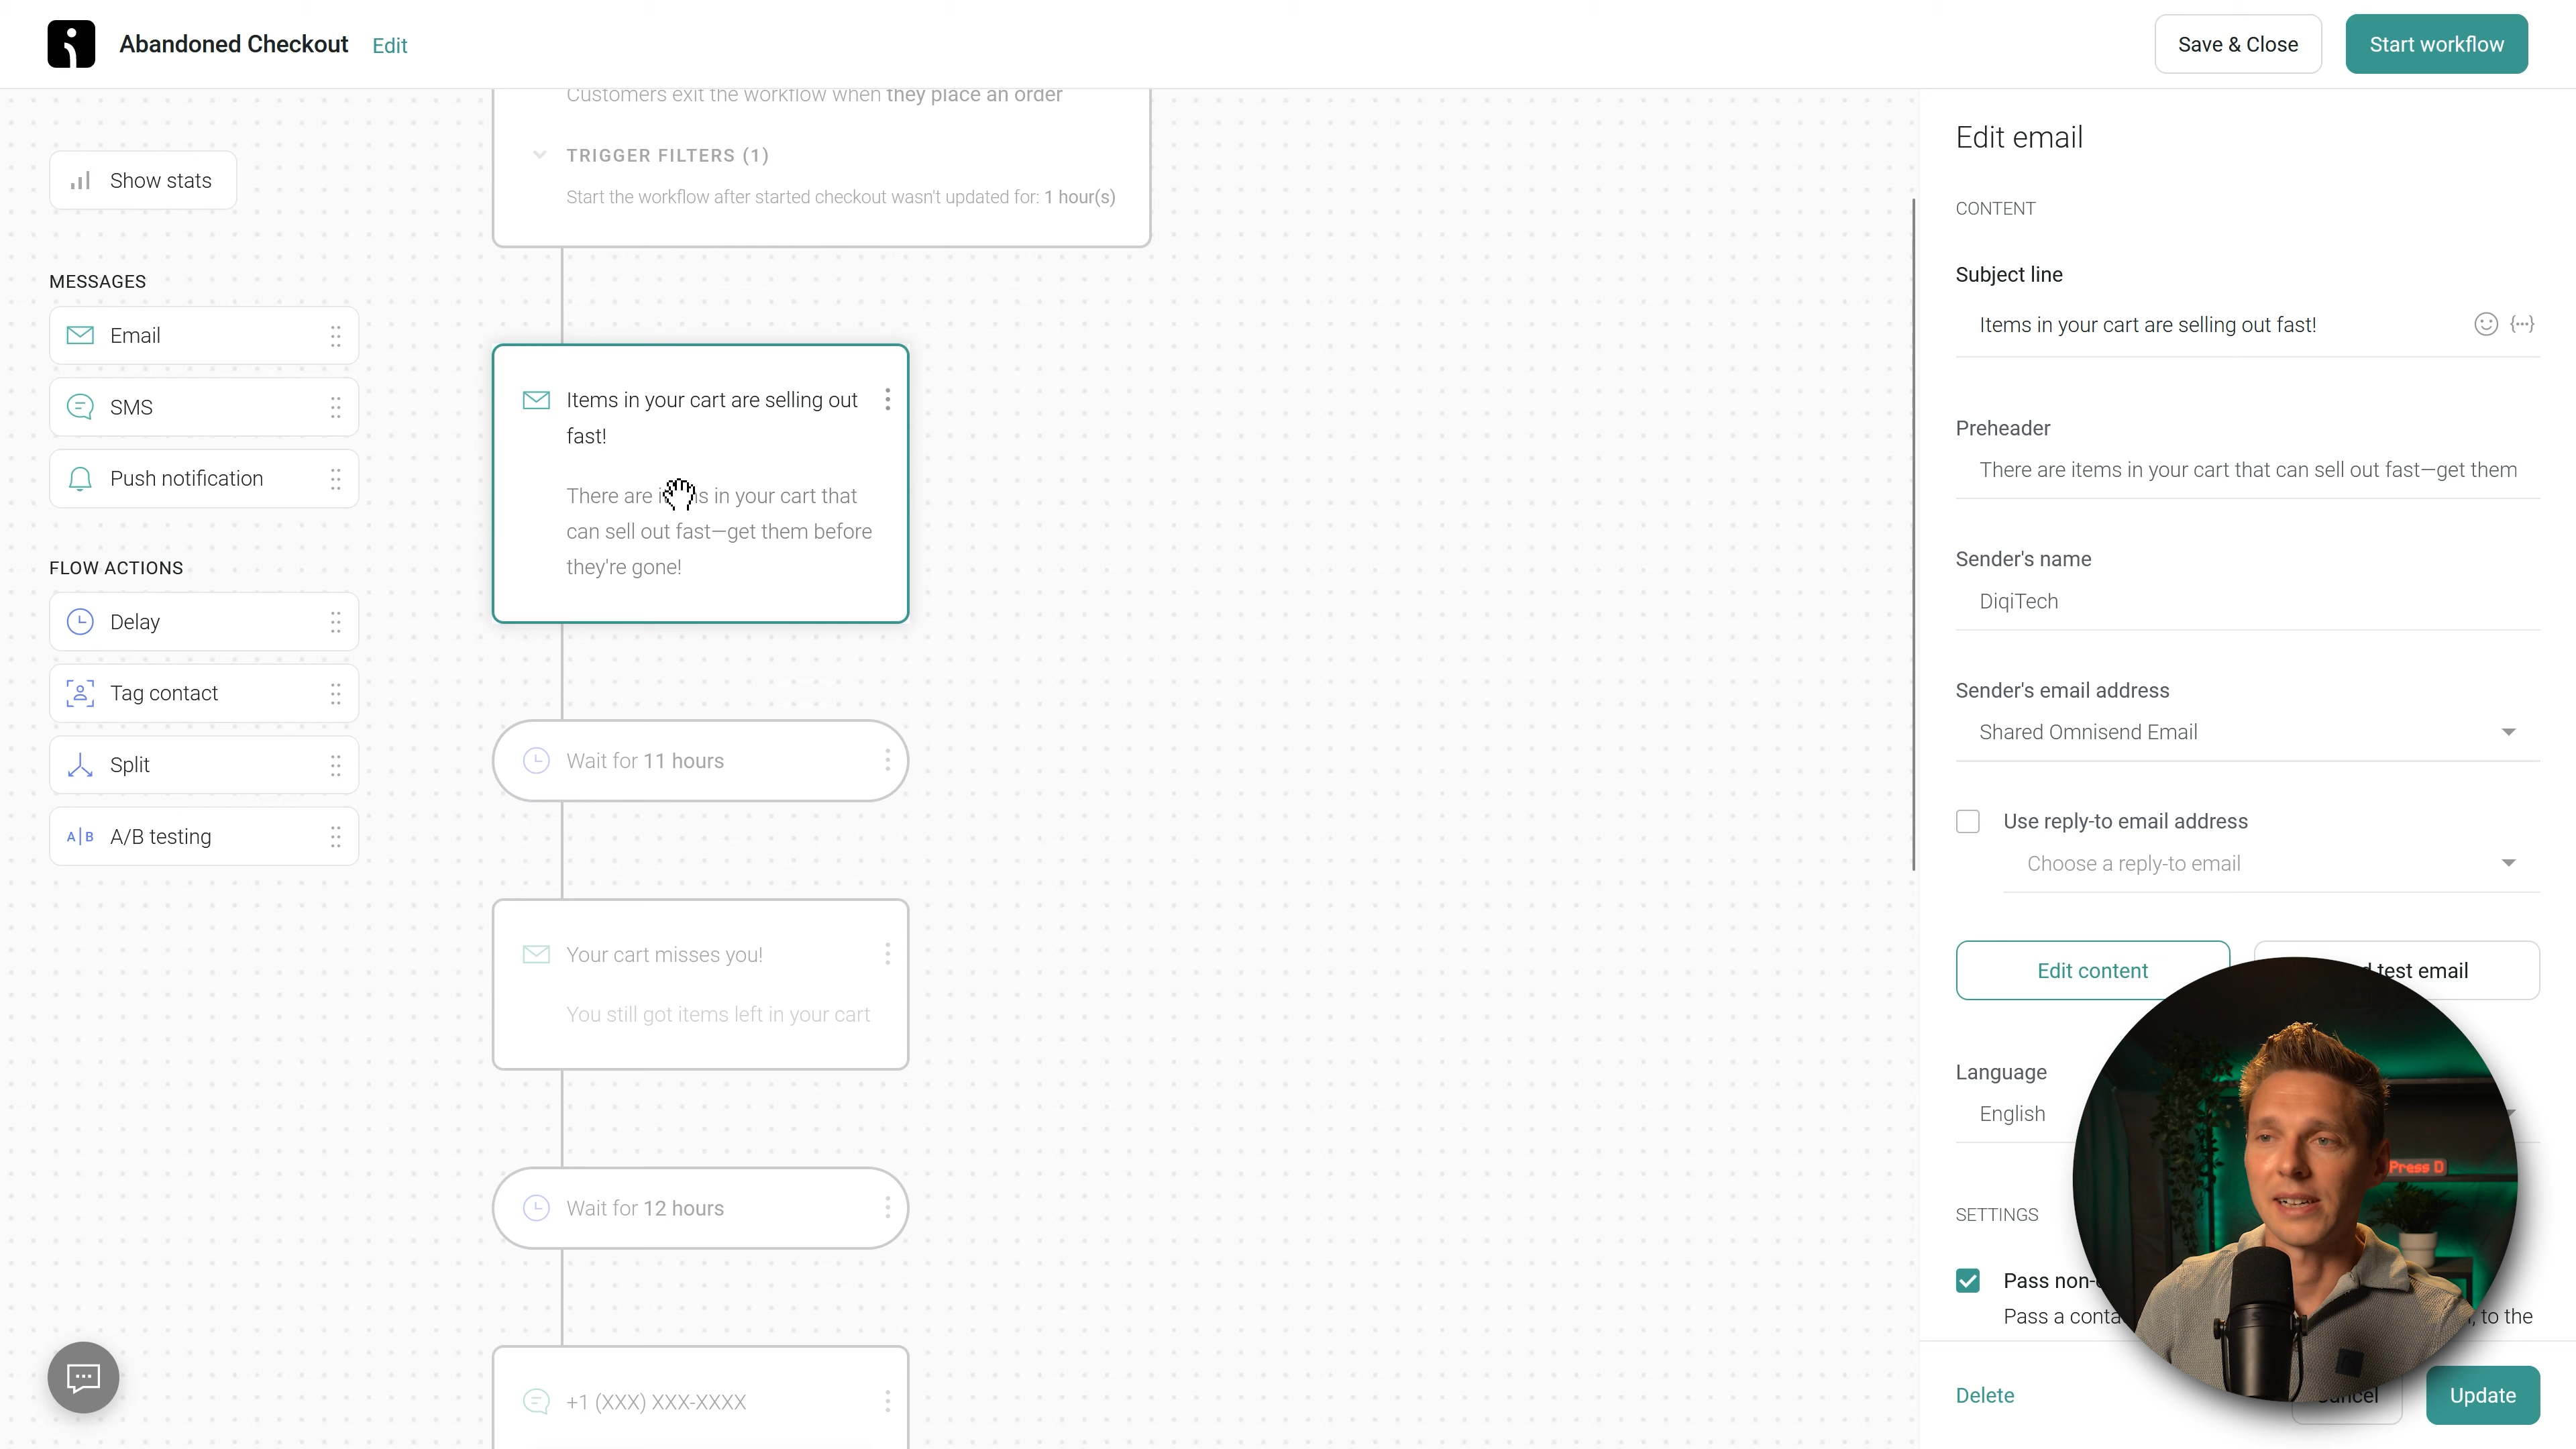 Abandoned Checkout Edit
Save & Close
Start workflow
Show stats
MESSAGES
Email
SMS
Push notification
FLOW ACTIONS
Delay
Tag contact
Split
A|B A/B testing
Customers exit the workflow when they place an order
TRIGGER FILTERS (1)
Start the workflow after started checkout wasn't updated for: 1 hour(s)
Items in your cart are selling out
fast!
There are in your cart that
can sell out fast—get them before
they're gone!
Wait for 11 hours
Your cart misses you!
You still got items left in your cart
Wait for 12 hours
+1 (XXX) XXX-XXXX
Edit email
CONTENT
Subject line
Items in your cart are selling out fast!
Preheader
There are items in your cart that can sell out fast—get them
Sender's name
DiqiTech
Sender's email address
Shared Omnisend Email
Use reply-to email address
Choose a reply-to email
Edit content
test email
Language
English
Press D
SETTINGS
Pass non-
Pass a conta to the
Delete
Update